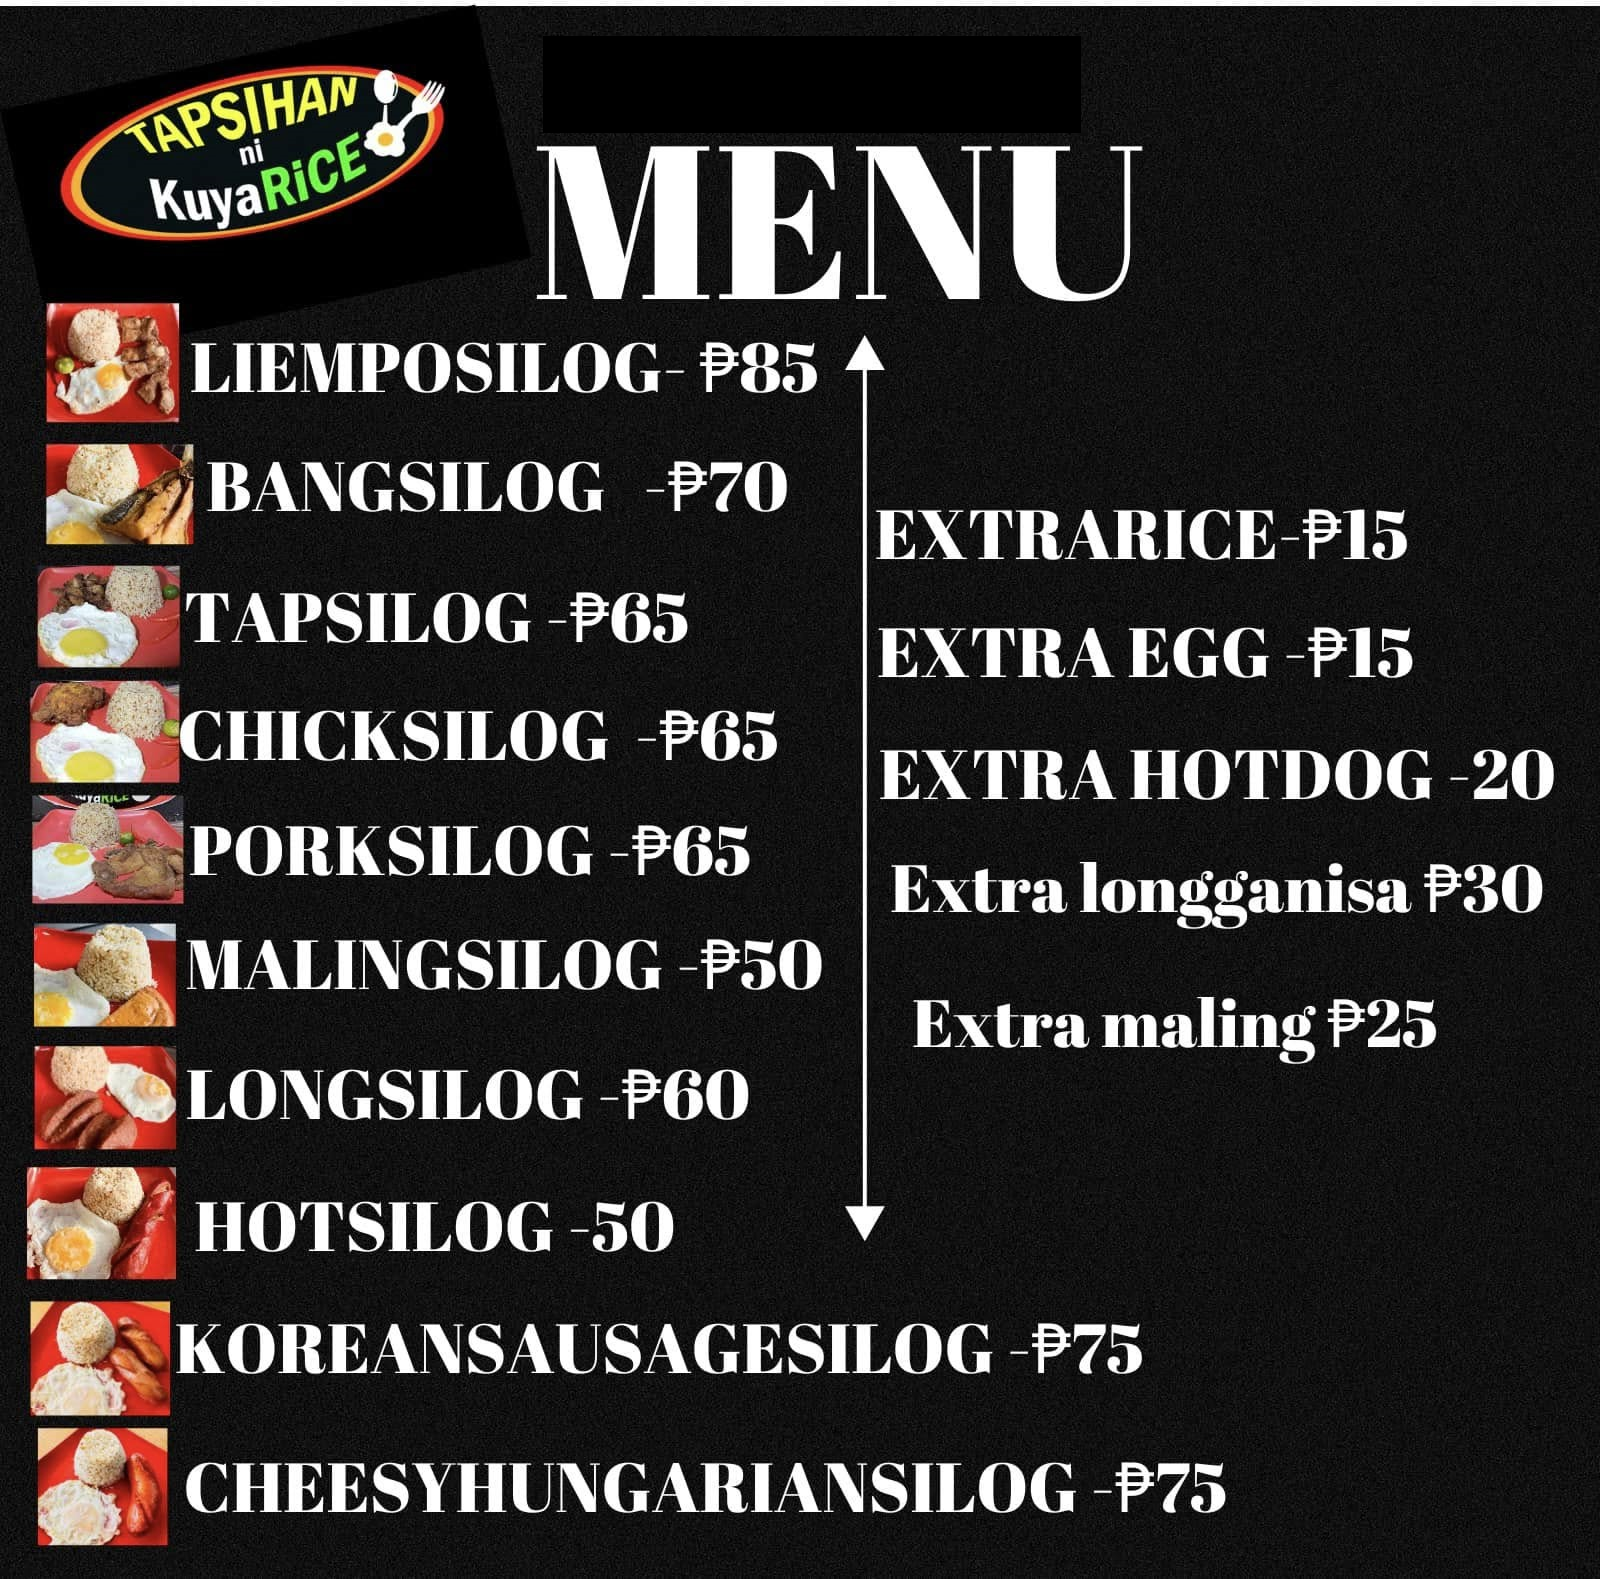 TAPSIHAN
ni
KuyaRiCE
MENU
LIEMPOSILOG- ₱85
BANGSILOG -₱70
TAPSILOG -₱65
CHICKSILOG -₱65
KuyaRiCE
PORKSILOG -₱65
MALINGSILOG -₱50
LONGSILOG -₱60
HOTSILOG -50
KOREANSAUSAGESILOG -₱75
CHEESYHUNGARIANSILOG -₱75
EXTRARICE-₱15
EXTRA EGG -₱15
EXTRA HOTDOG -20
Extra longganisa ₱30
Extra maling ₱25